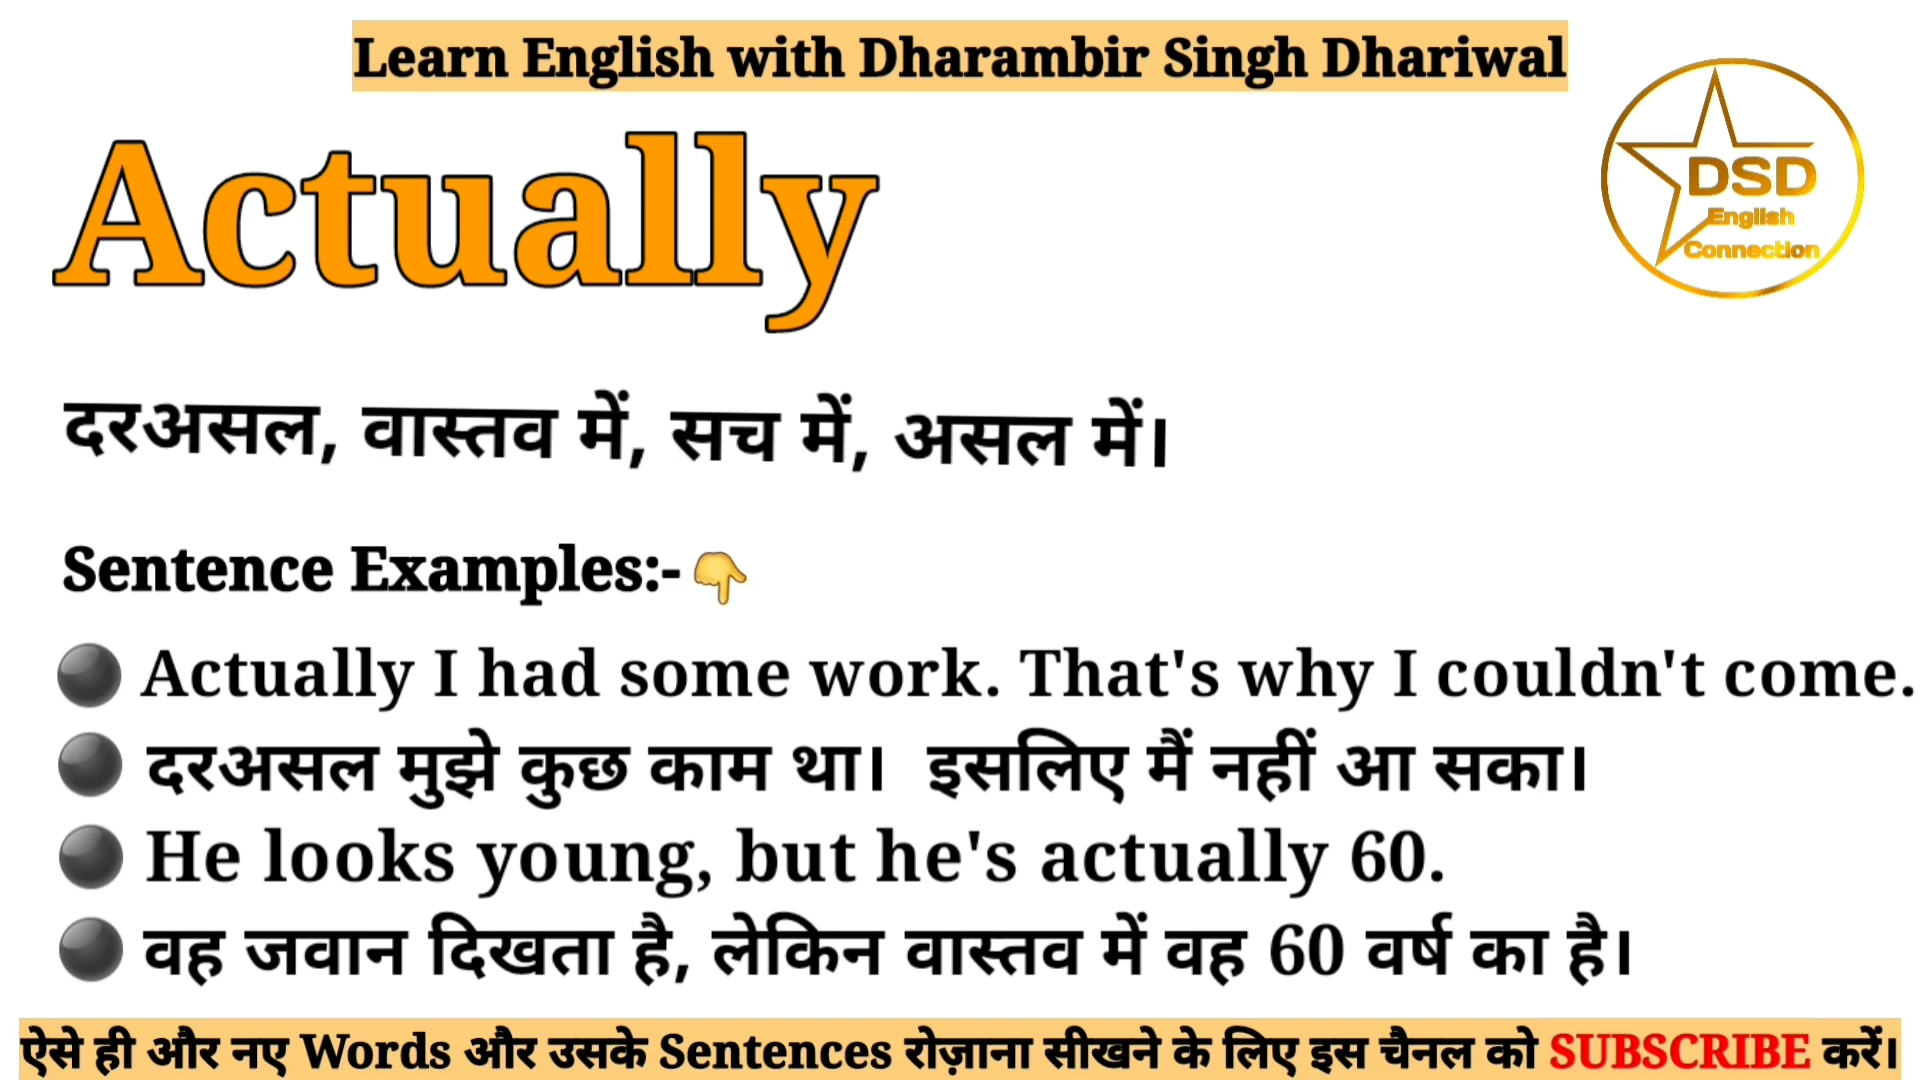 Learn English with Dharambir Singh Dhariwal
DSD
English
Connection
Actually
दरअसल, वास्तव में, सच में, असल में।
Sentence Examples:- 👇
⚫ Actually I had some work. That's why I couldn't come.
⚫ दरअसल मुझे कुछ काम था। इसलिए मैं नहीं आ सका।
⚫ He looks young, but he's actually 60.
⚫ वह जवान दिखता है, लेकिन वास्तव में वह 60 वर्ष का है।
ऐसे ही और नए Words और उसके Sentences रोज़ाना सीखने के लिए इस चैनल को SUBSCRIBE करें।